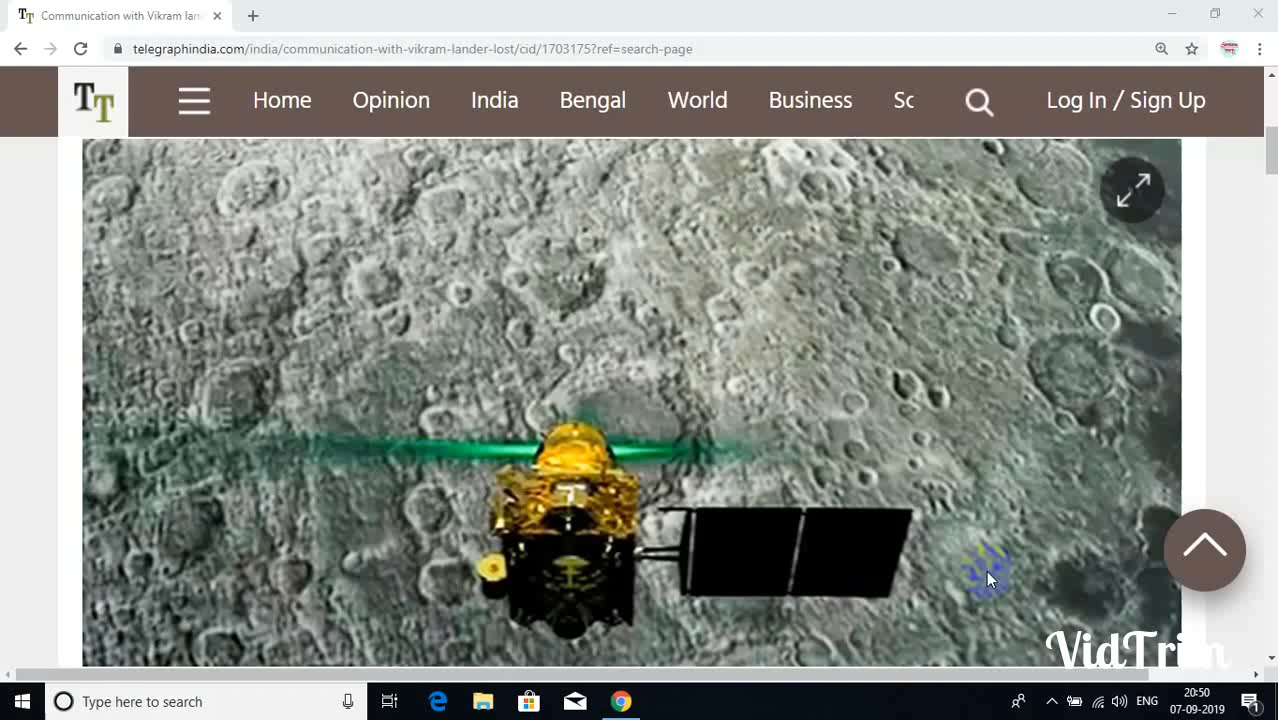 Communication with Vikram lan
telegraphindia.com/india/communication-with-vikram-lander-lost/cid/1703175?ref=search-page
TT
Home Opinion India Bengal World Business Sc Log In / Sign Up
VidTrim
Type here to search
ENG
20:50
07-09-2019
1